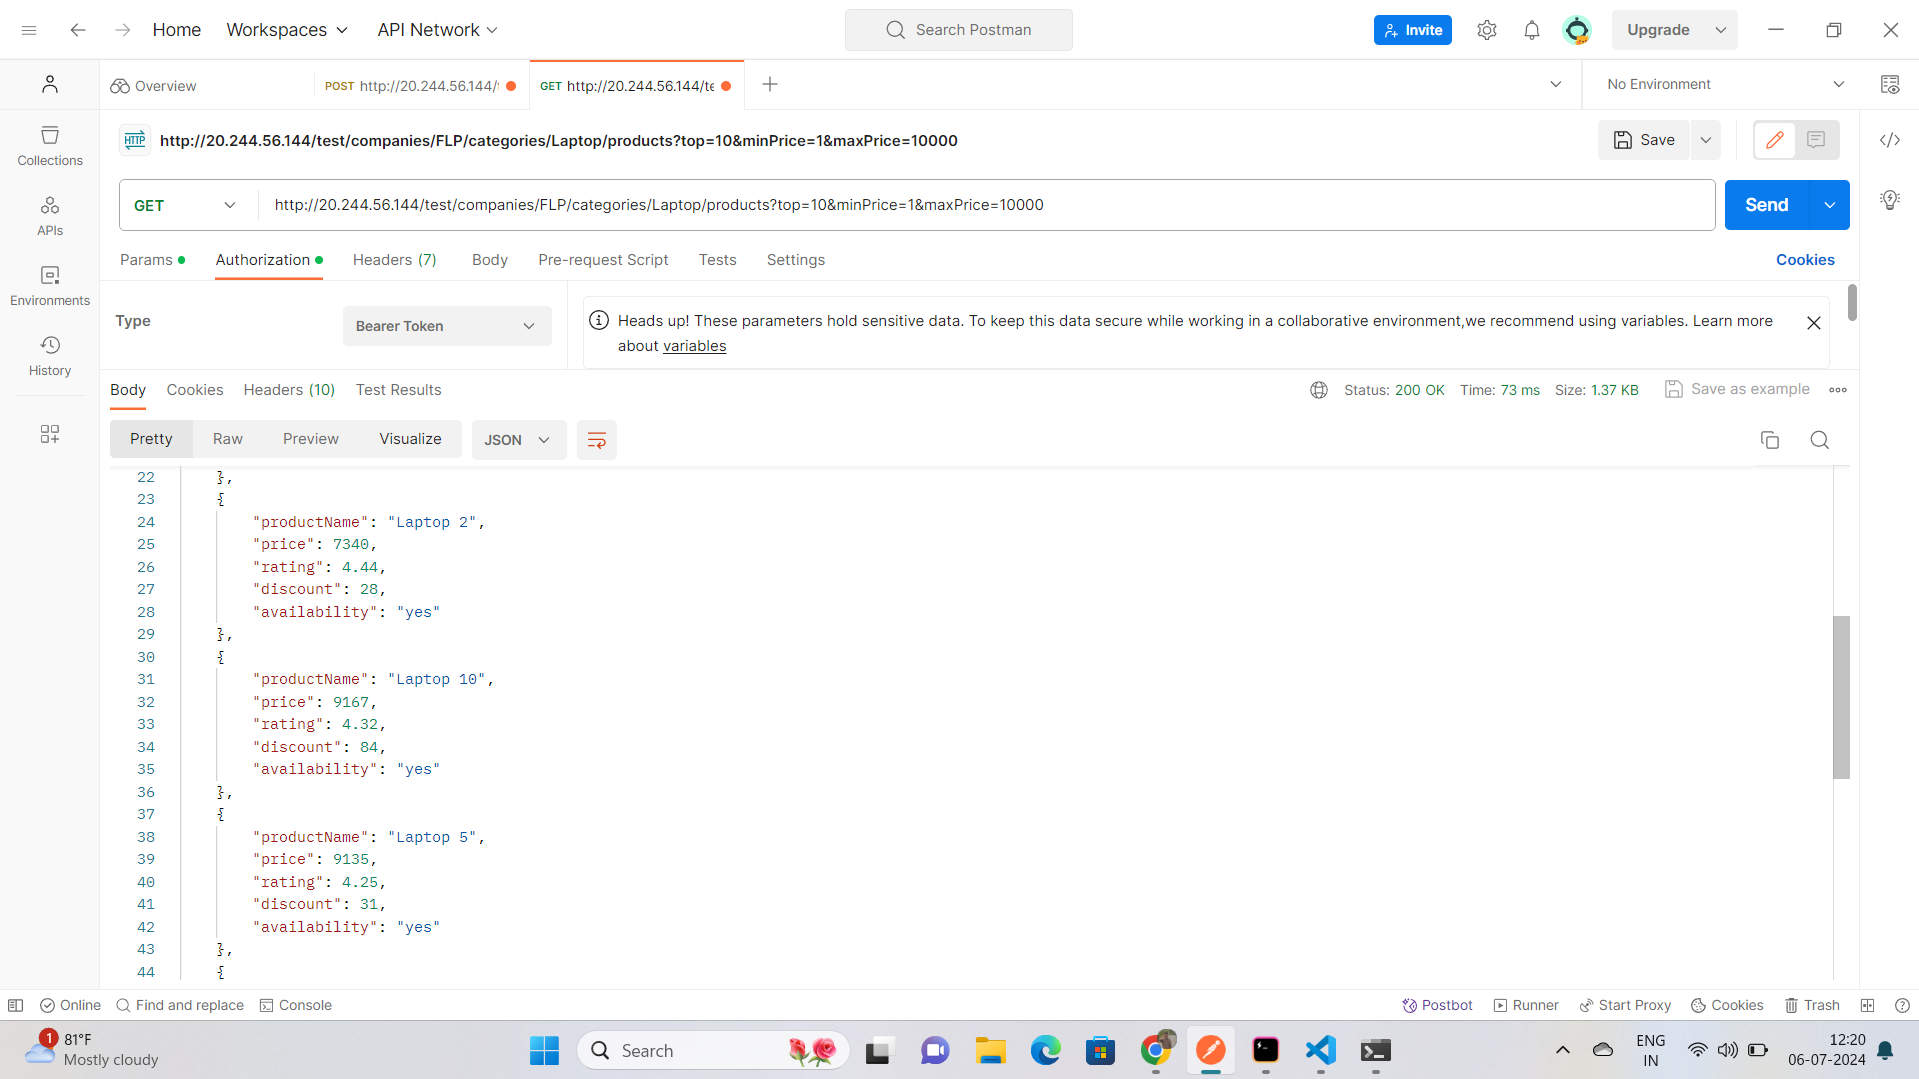 Home Workspaces API Network Search Postman Invite Upgrade
Overview POST http://20.244.56.144/ GET http://20.244.56.144/te No Environment
HTTP http://20.244.56.144/test/companies/FLP/categories/Laptop/products?top=10&minPrice=1&maxPrice=10000 Save
GET http://20.244.56.144/test/companies/FLP/categories/Laptop/products?top=10&minPrice=1&maxPrice=10000 Send
Collections
APIs
Environments
History
Params Authorization Headers (7) Body Pre-request Script Tests Settings Cookies
Type Bearer Token
Heads up! These parameters hold sensitive data. To keep this data secure while working in a collaborative environment,we recommend using variables. Learn more
about variables
Body Cookies Headers (10) Test Results Status: 200 OK Time: 73 ms Size: 1.37 KB Save as example
Pretty Raw Preview Visualize JSON
22 },
23 {
24 "productName": "Laptop 2",
25 "price": 7340,
26 "rating": 4.44,
27 "discount": 28,
28 "availability": "yes"
29 },
30 {
31 "productName": "Laptop 10",
32 "price": 9167,
33 "rating": 4.32,
34 "discount": 84,
35 "availability": "yes"
36 },
37 {
38 "productName": "Laptop 5",
39 "price": 9135,
40 "rating": 4.25,
41 "discount": 31,
42 "availability": "yes"
43 },
44 {
Online Find and replace Console Postbot Runner Start Proxy Cookies Trash
1 81°F
Mostly cloudy
Search
ENG
IN
12:20
06-07-2024